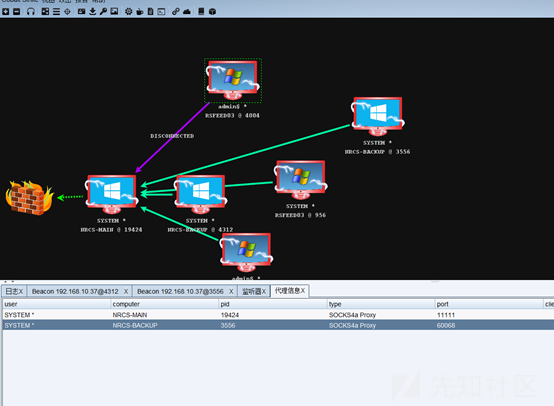 admin$ *
RSFEED03 @ 4004
DISCONNECTED
SYSTEM *
NRCS-BACKUP @ 3556
SYSTEM *
NRCS-MAIN @ 19424
SYSTEM *
NRCS-BACKUP @ 4312
SYSTEM *
RSFEED03 @ 956
admin$ *
日志X Beacon 192.168.10.37@4312 X Beacon 192.168.10.37@3556 X 监听器X 代理信息X
user computer pid type port clie
SYSTEM * NRCS-MAIN 19424 SOCKS4a Proxy 11111
SYSTEM * NRCS-BACKUP 3556 SOCKS4a Proxy 60068
先知社区